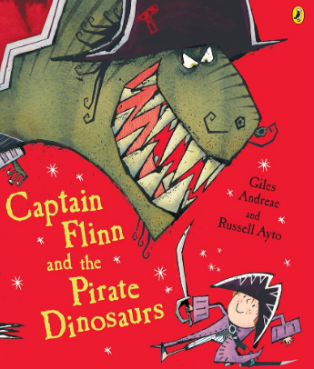 Giles
Andreae
and
Russell Ayto
Captain
Flinn
and the
Pirate
Dinosaurs